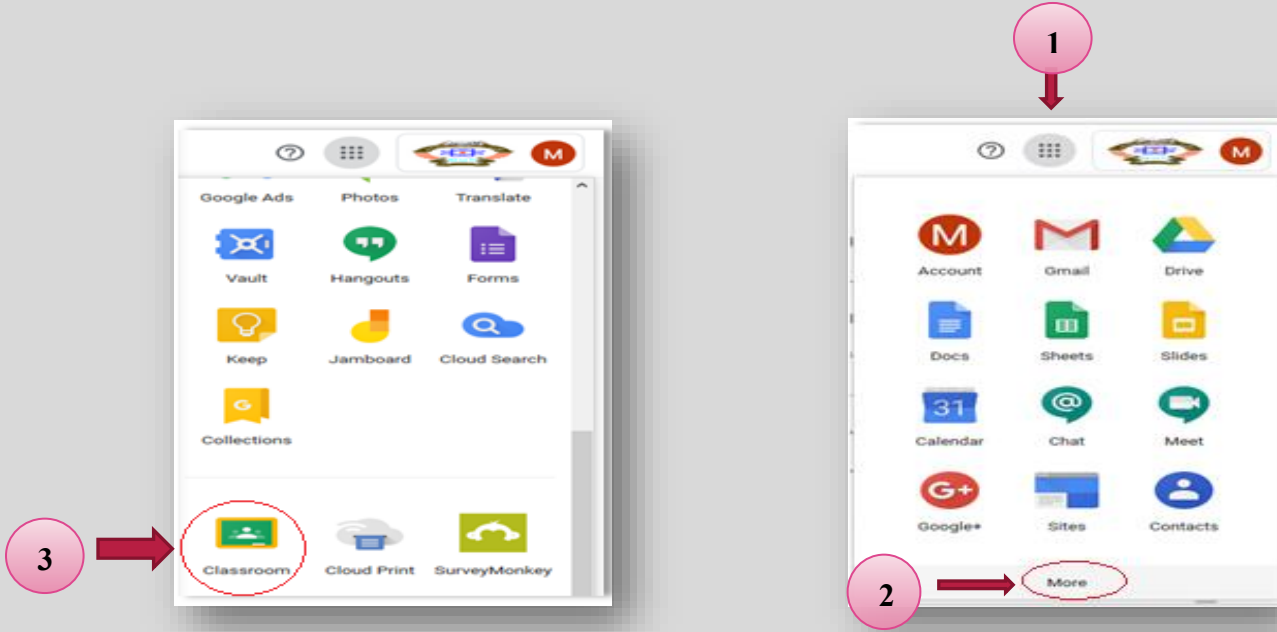 1
M
Account Gmail Drive
Docs Sheets Slides
31
Calendar Chat Meet
G+
Google+ Sites Contacts
2
More
M
Google Ads Photos Translate
Vault Hangouts Forms
Keep Jamboard Cloud Search
G
Collections
3
Classroom Cloud Print SurveyMonkey